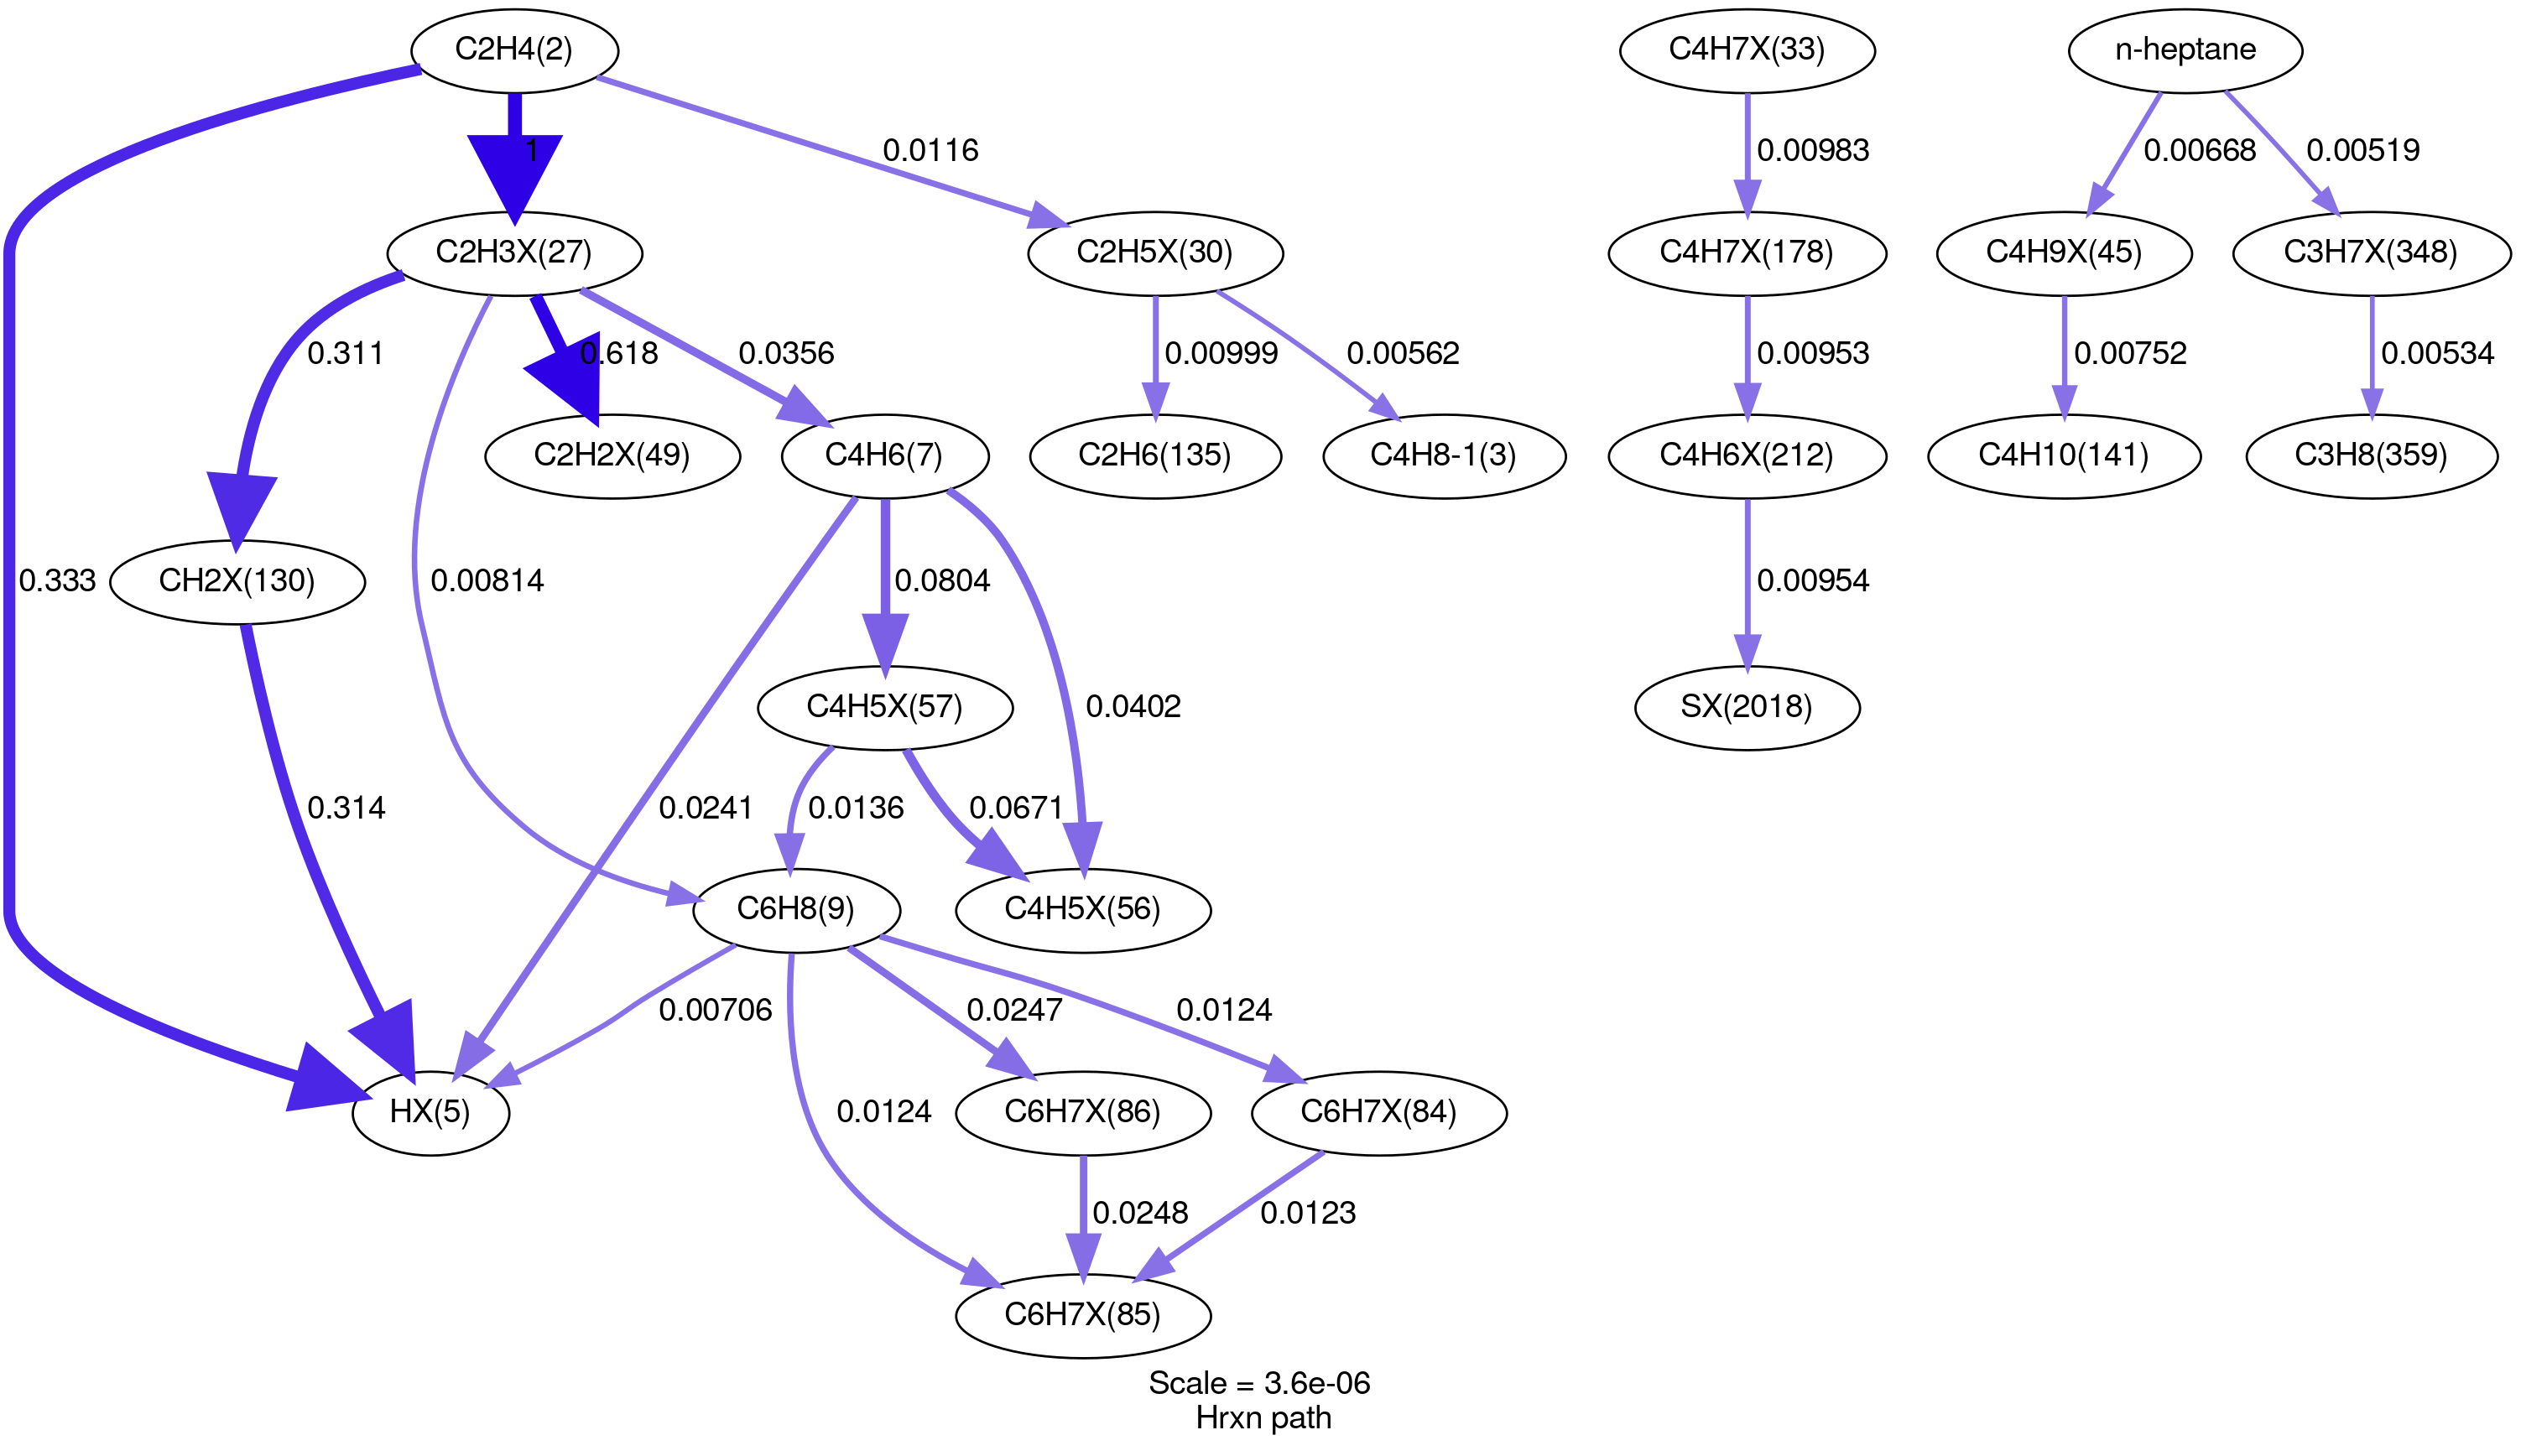 C2H4(2)
C4H7X(33)
n-heptane
1
0.0116
0.00983
0.00668
0.00519
C2H3X(27)
C2H5X(30)
C4H7X(178)
C4H9X(45)
C3H7X(348)
0.311
0.618
0.0356
0.00999
0.00562
0.00953
0.00752
0.00534
C2H2X(49)
C4H6(7)
C2H6(135)
C4H8-1(3)
C4H6X(212)
C4H10(141)
C3H8(359)
0.333
CH2X(130)
0.00814
0.0804
0.00954
C4H5X(57)
0.0402
SX(2018)
0.314
0.0241
0.0136
0.0671
C6H8(9)
C4H5X(56)
0.00706
0.0247
0.0124
HX(5)
0.0124
C6H7X(86)
C6H7X(84)
0.0248
0.0123
C6H7X(85)
Scale = 3.6e-06
Hrxn path